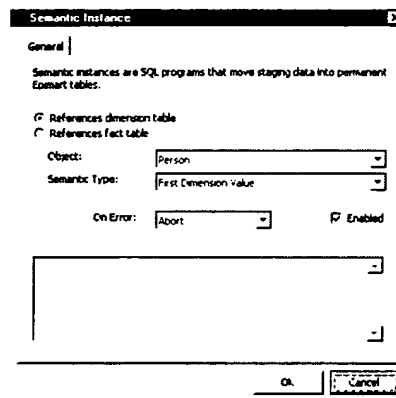 Semantic Instance
General
Semantic instances are SQL programs that move staging data into permanent
Epimart tables.
References dimension table
References fact table
Object: Person
Semantic Type: First Dimension Value
On Error: Abort Enabled
Ok Cancel